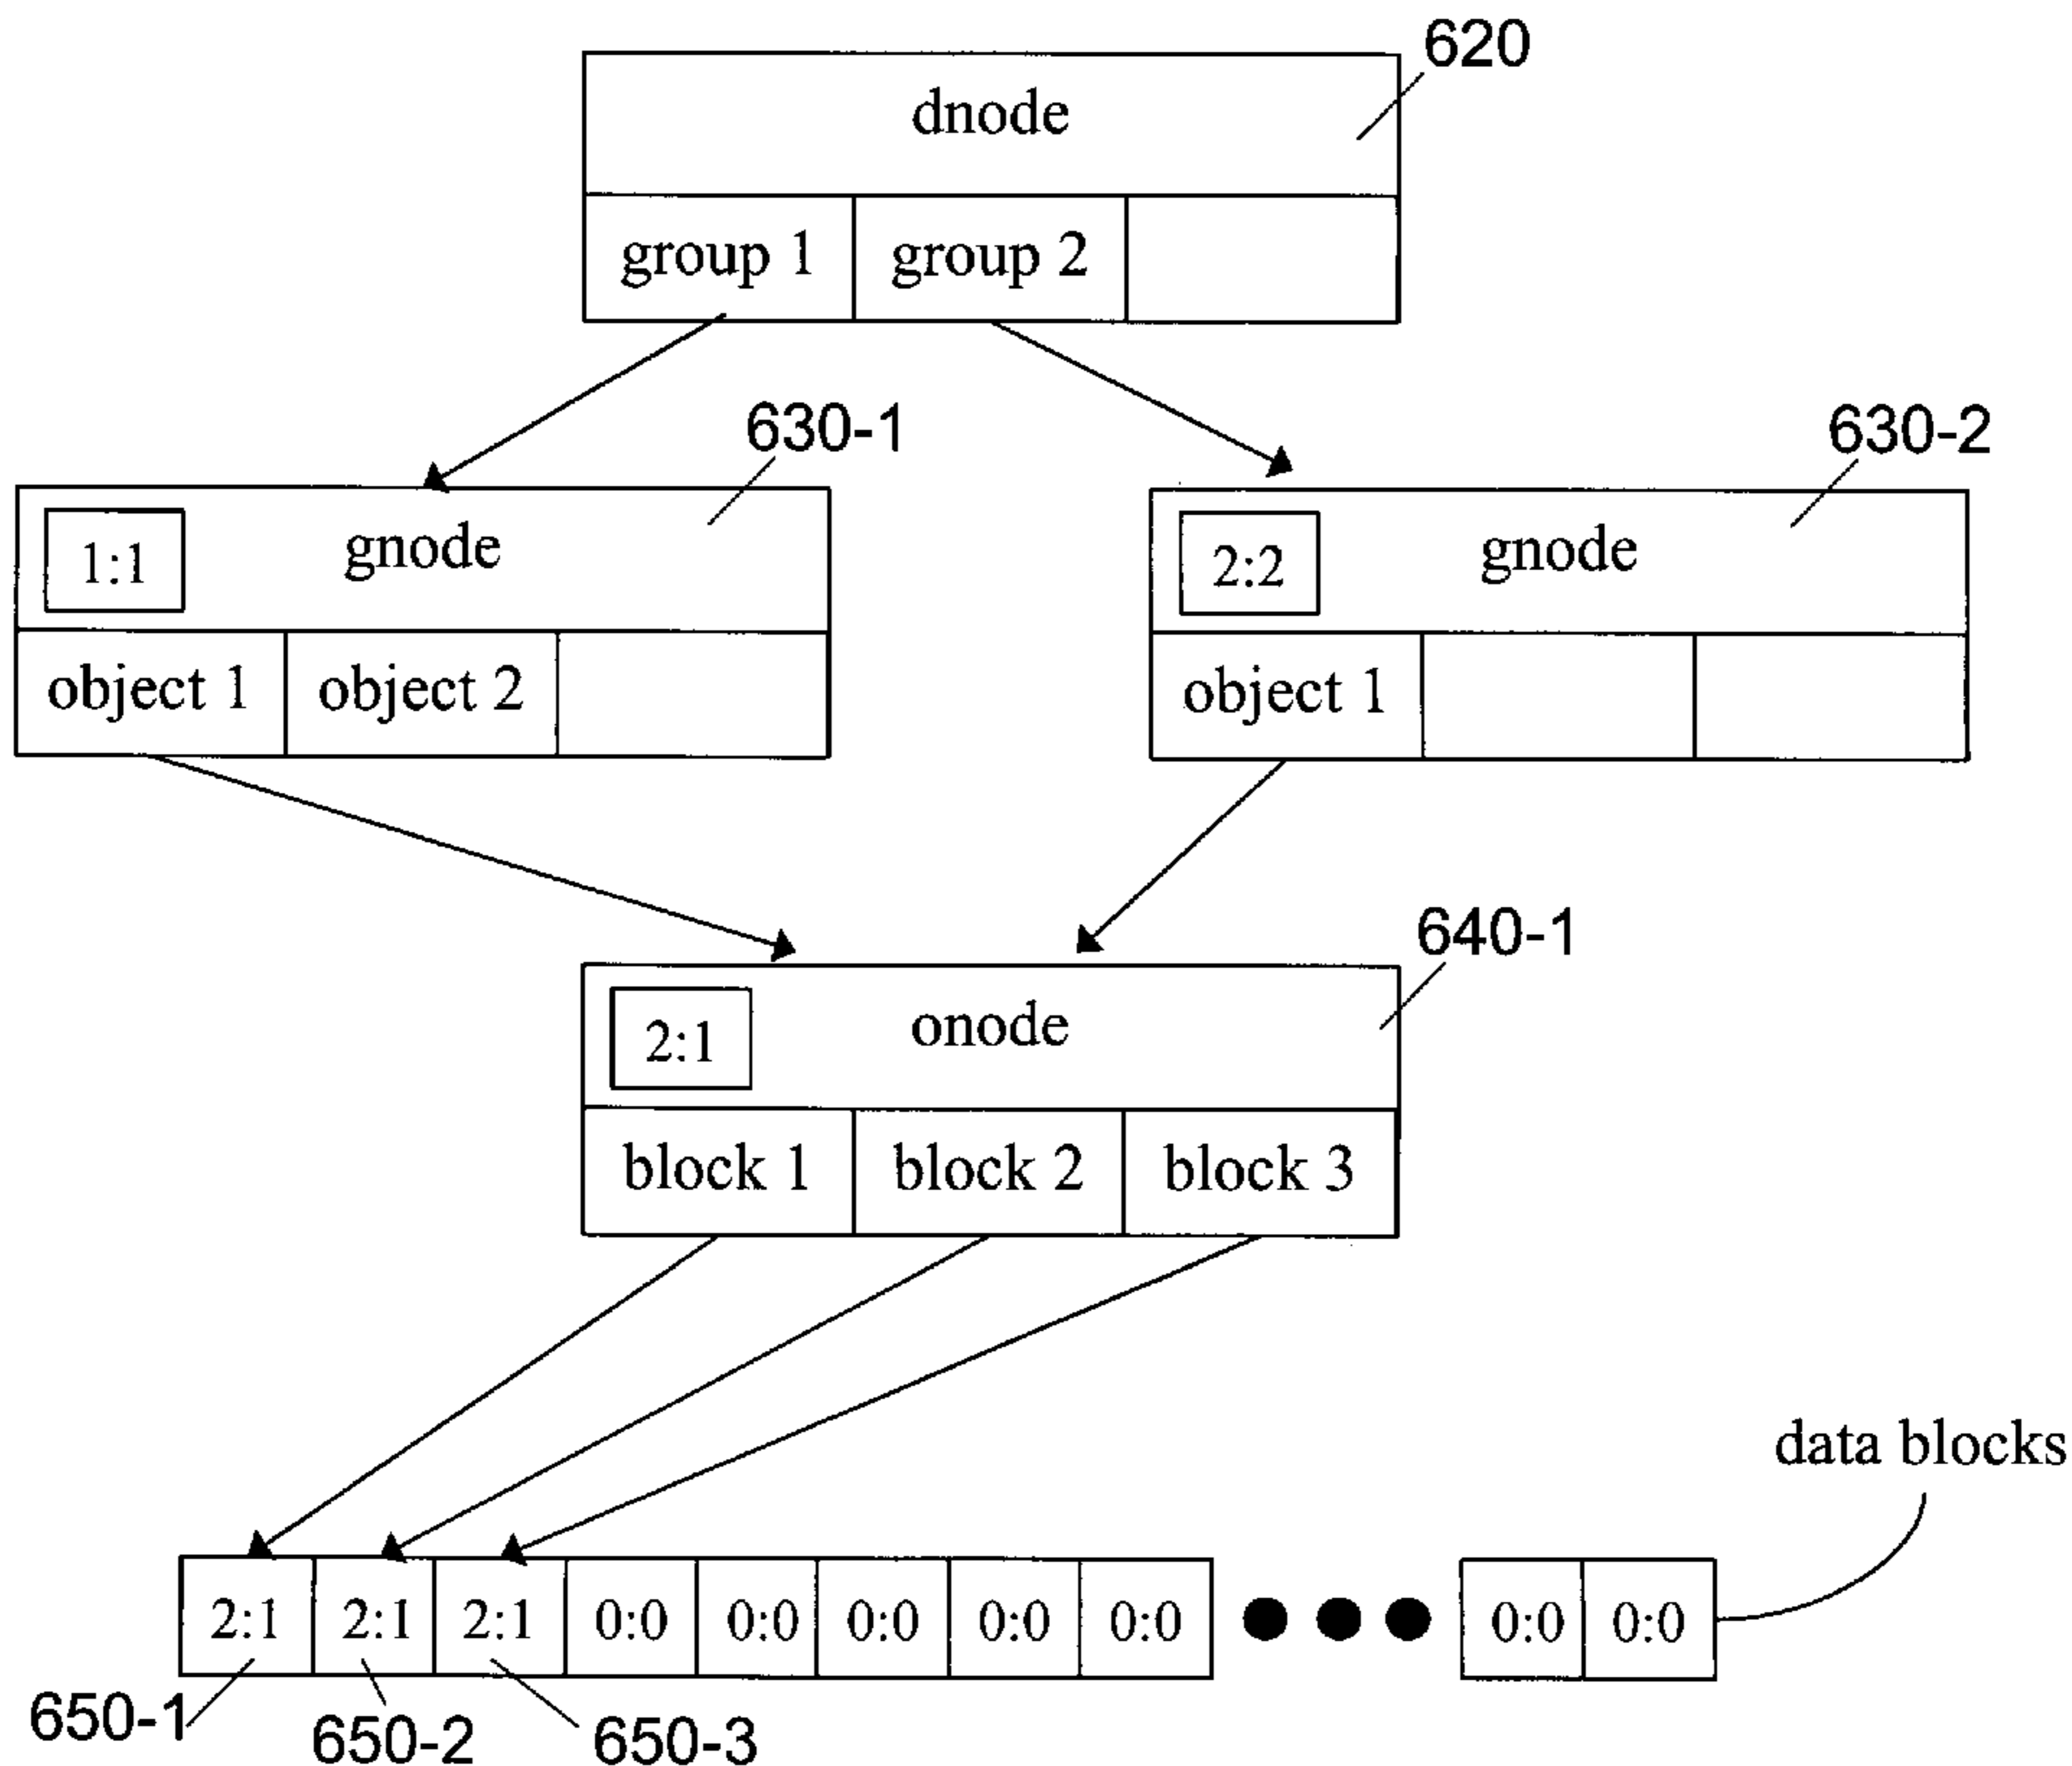 620
dnode
group 1 group 2
630-1 630-2
1:1 gnode 2:2 gnode
object 1 object 2 object 1
640-1
2:1 onode
block 1 block 2 block 3
data blocks
2:1 2:1 2:1 0:0 0:0 0:0 0:0 0:0 0:0 0:0
650-1 650-2 650-3